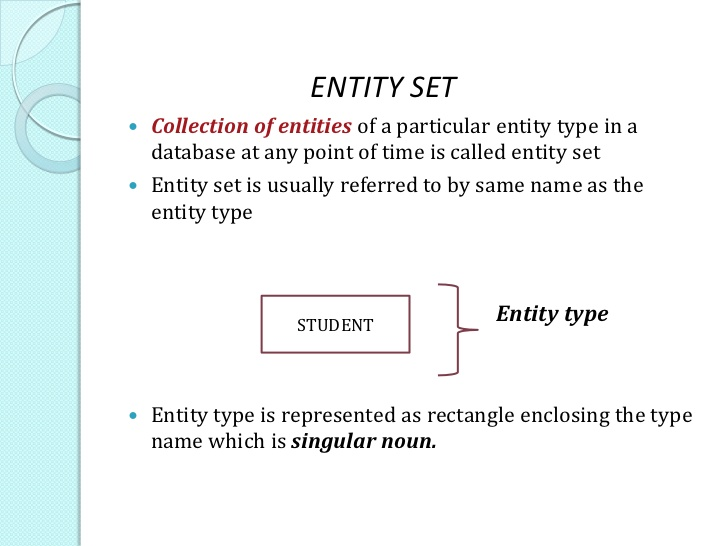 ENTITY SET
• Collection of entities of a particular entity type in a
database at any point of time is called entity set
• Entity set is usually referred to by same name as the
entity type
Entity type
STUDENT
• Entity type is represented as rectangle enclosing the type
name which is singular noun.